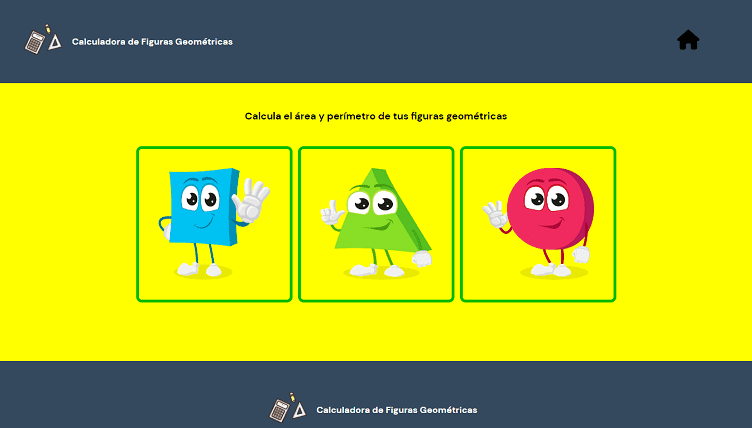 Calculadora de Figuras Geométricas
Calcula el área y perímetro de tus figuras geométricas
Calculadora de Figuras Geométricas